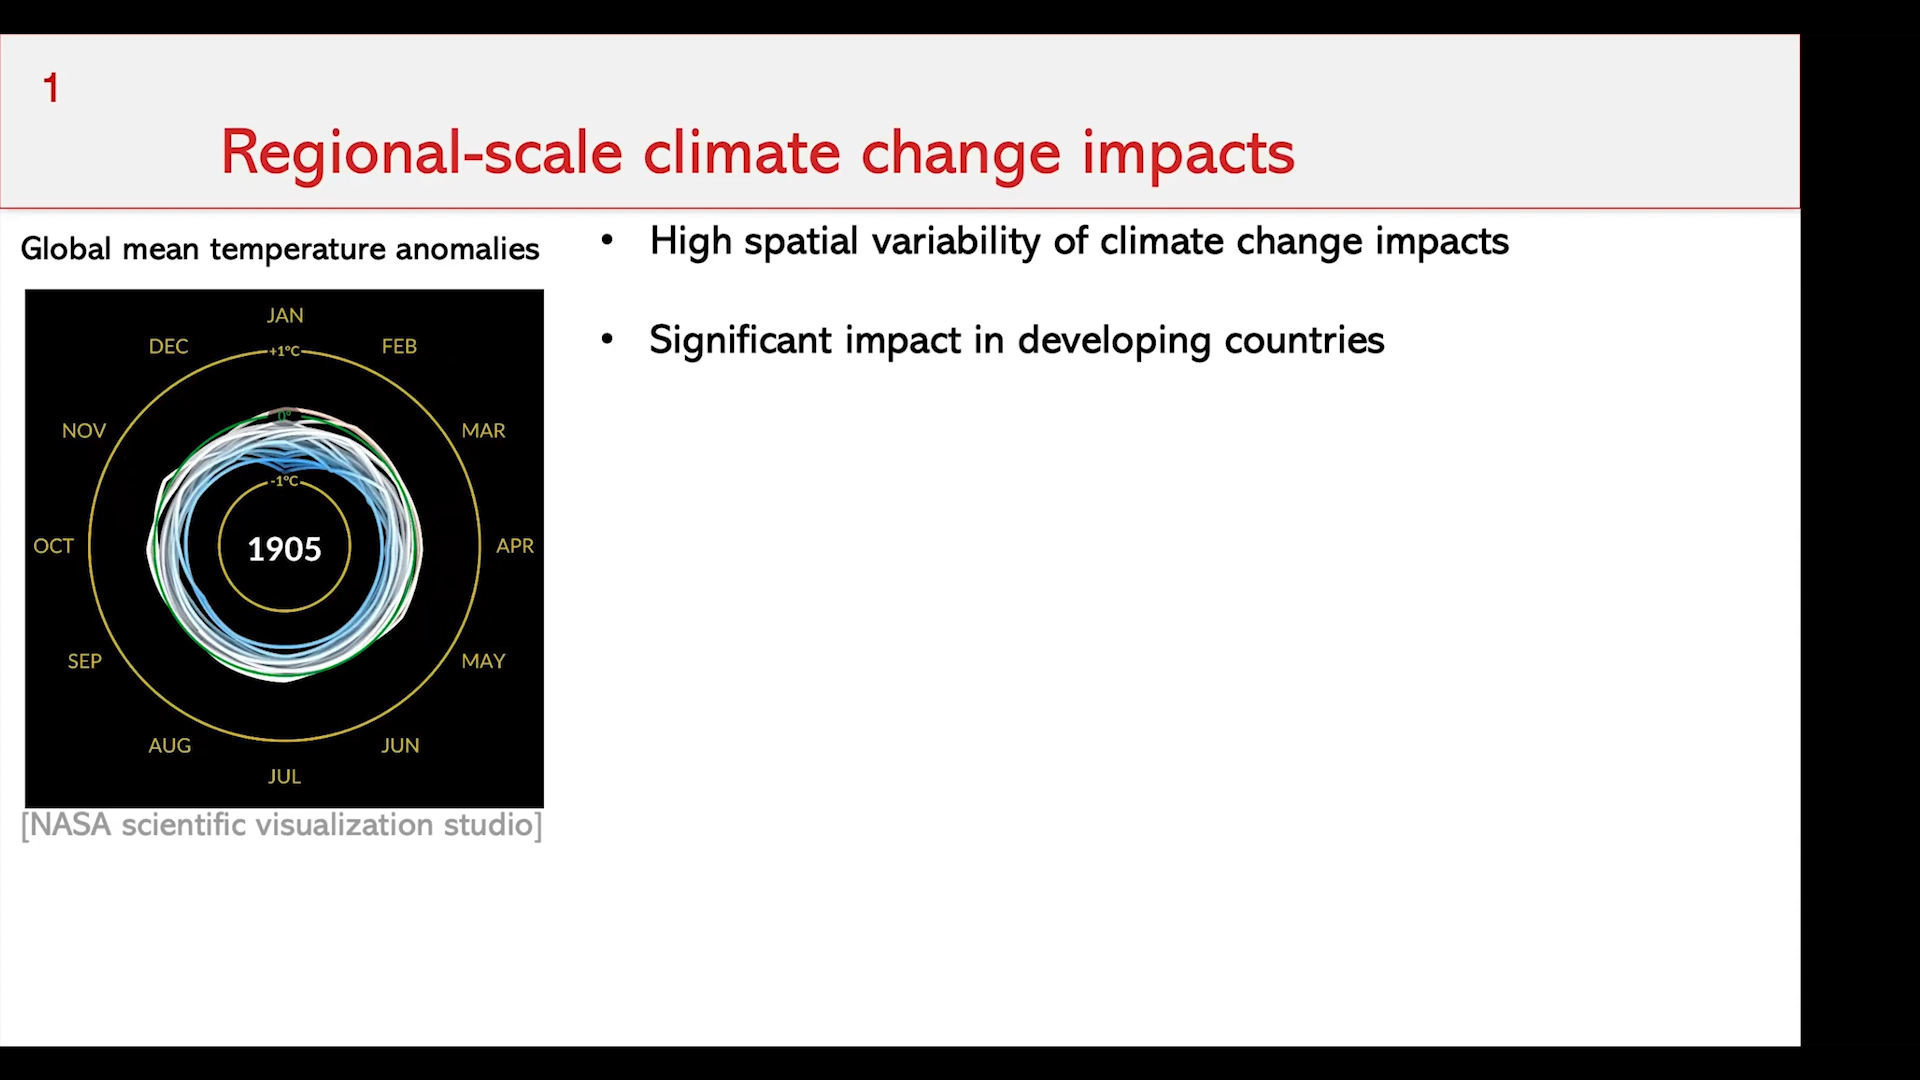 1
Regional-scale climate change impacts
Global mean temperature anomalies
• High spatial variability of climate change impacts
• Significant impact in developing countries
JAN
DEC
FEB
+1°C
NOV
MAR
0°
-1°C
OCT
1905
APR
SEP
MAY
AUG
JUN
JUL
[NASA scientific visualization studio]